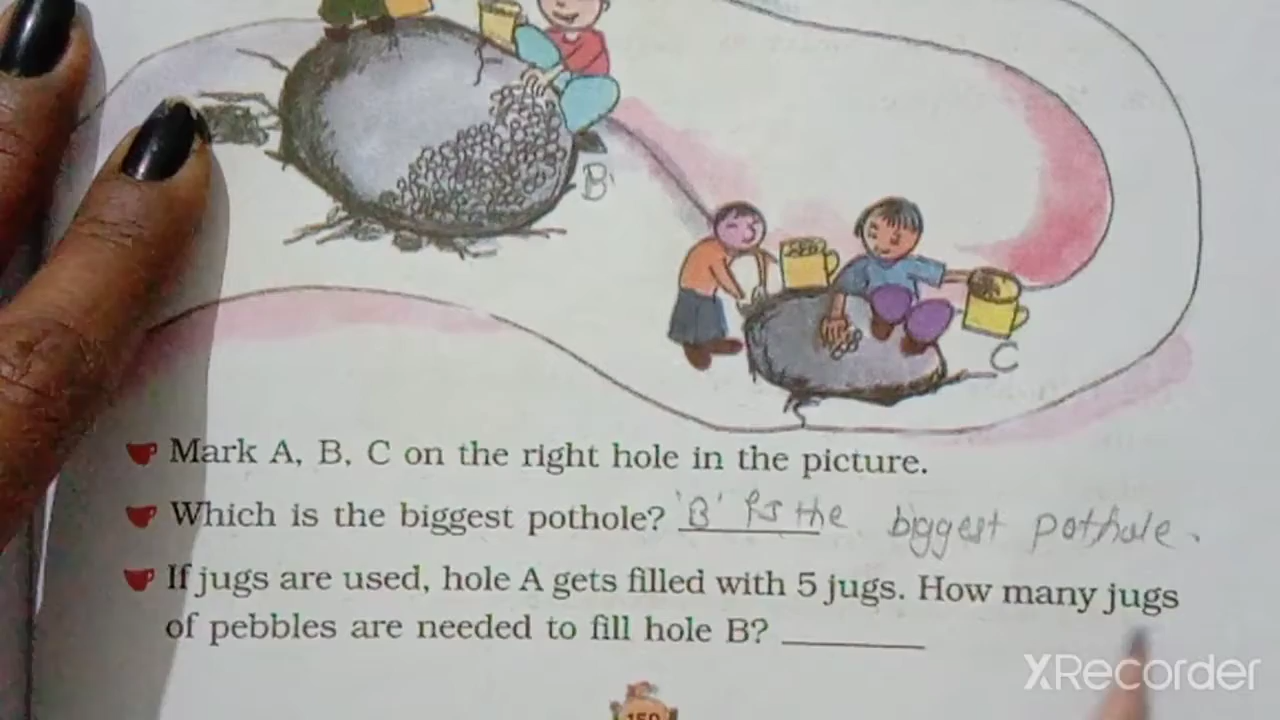 B
C
Mark A, B, C on the right hole in the picture.
Which is the biggest pothole? 'B' is the biggest pothole.
If jugs are used, hole A gets filled with 5 jugs. How many jugs
of pebbles are needed to fill hole B?
XRecorder